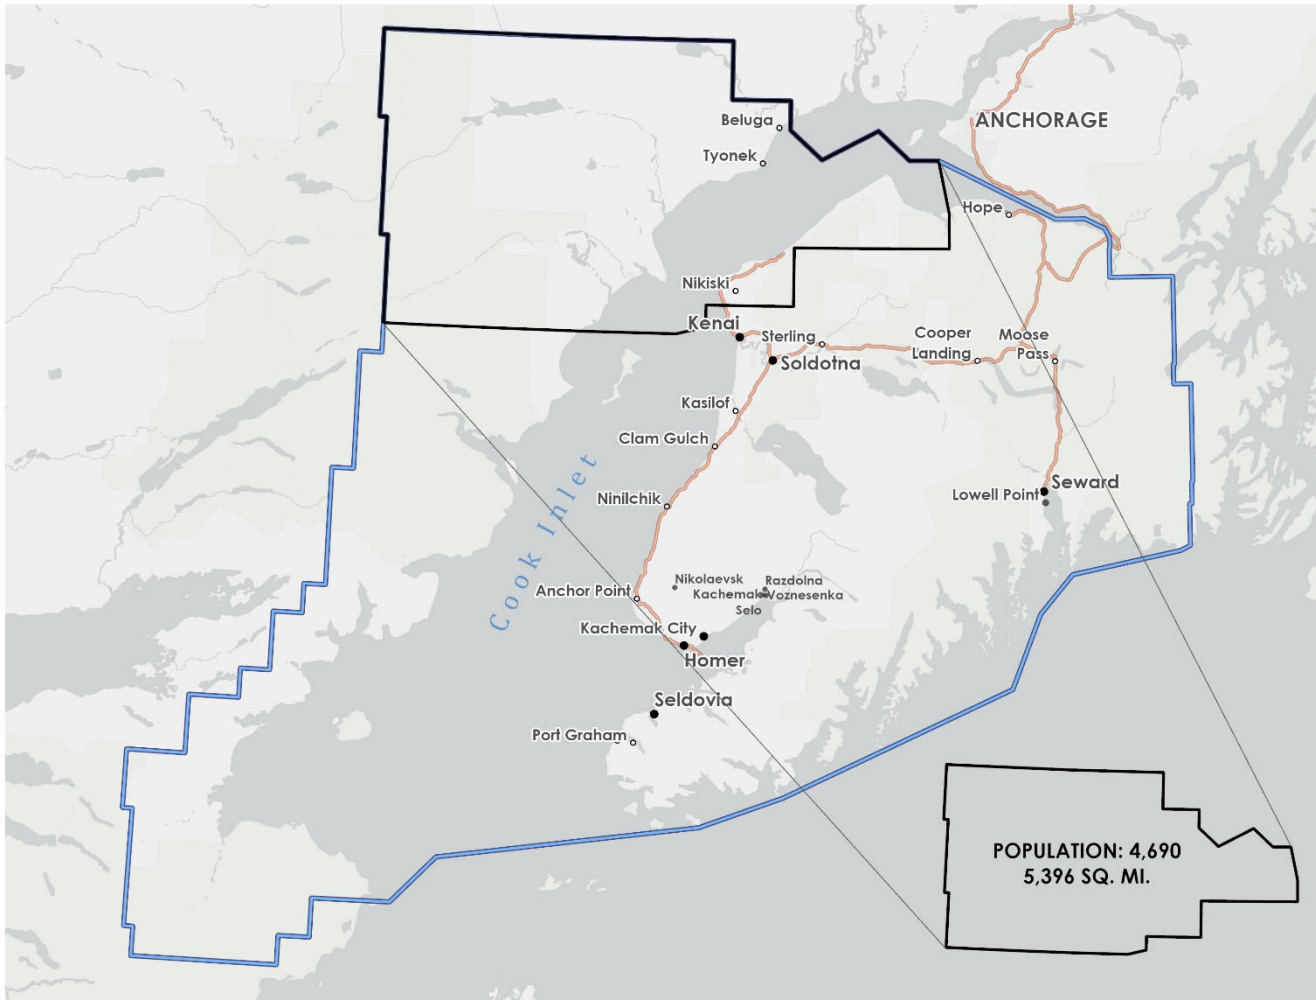 ANCHORAGE
Beluga
Tyonek
Hope
Nikiski
Kenai
Sterling
Cooper
Landing
Moose
Pass
Soldotna
Kasilof
Clam Gulch
Cook Inlet
Ninilchik
Seward
Lowell Point
Nikolaevsk
Razdolna
Kachemak
Selo
Voznesenka
Anchor Point
Kachemak City
Homer
Seldovia
Port Graham
POPULATION: 4,690
5,396 SQ. MI.